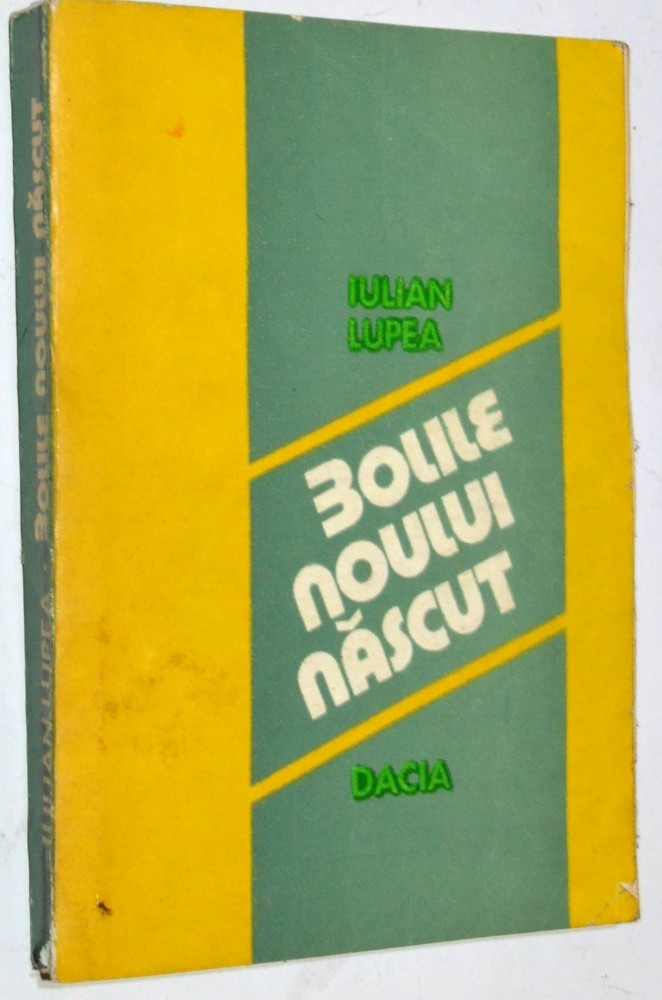 IULIAN
LUPEA
BOLILE
NOULUI
NĂSCUT
DACIA
IULIAN LUPEA · BOLILE NOULUI NĂSCUT